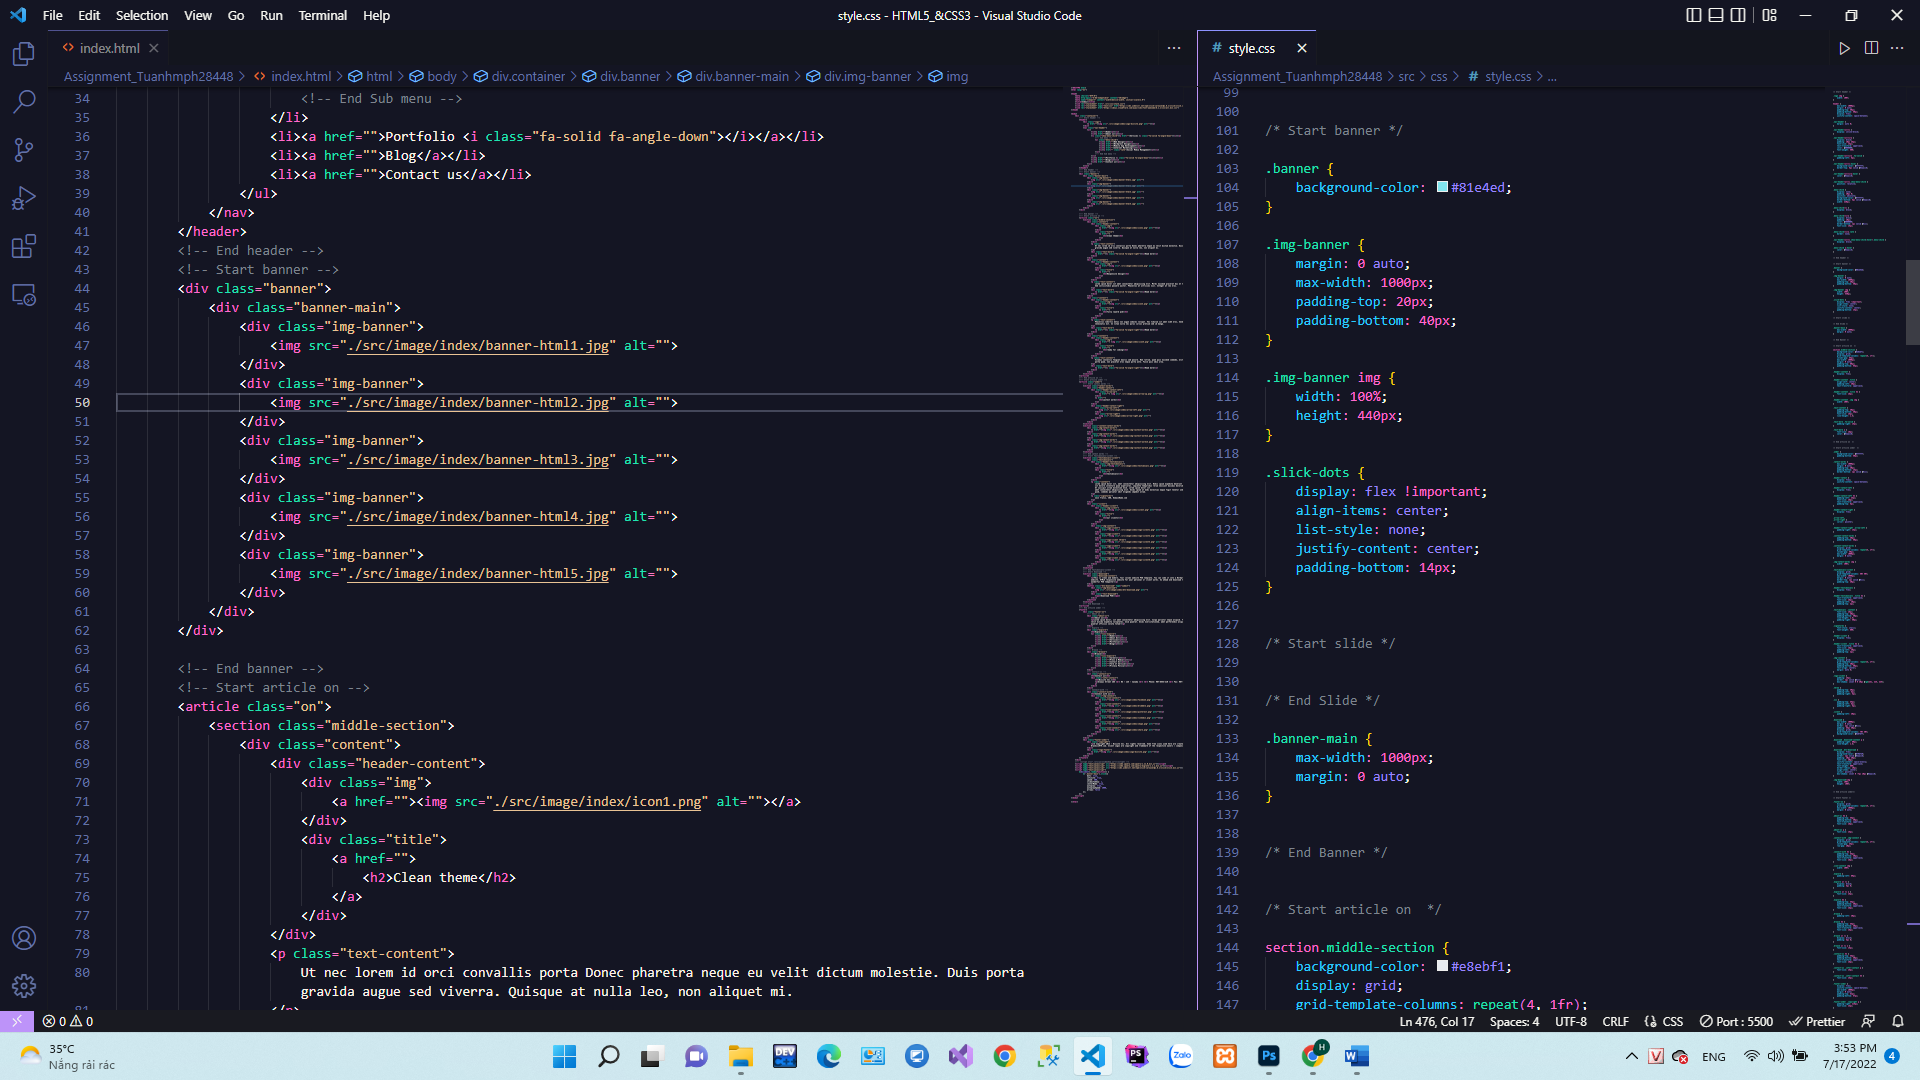 File Edit Selection View Go Run Terminal Help
style.css - HTML5_&CSS3 - Visual Studio Code
index.html
Assignment_Tuanhmph28448 > index.html > html > body > div.container > div.banner > div.banner-main > div.img-banner > img
34 <!-- End Sub menu -->
35 </li>
36 <li><a href="">Portfolio <i class="fa-solid fa-angle-down"></i></a></li>
37 <li><a href="">Blog</a></li>
38 <li><a href="">Contact us</a></li>
39 </ul>
40 </nav>
41 </header>
42 <!-- End header -->
43 <!-- Start banner -->
44 <div class="banner">
45 <div class="banner-main">
46 <div class="img-banner">
47 <img src="./src/image/index/banner-html1.jpg" alt="">
48 </div>
49 <div class="img-banner">
50 <img src="./src/image/index/banner-html2.jpg" alt="">
51 </div>
52 <div class="img-banner">
53 <img src="./src/image/index/banner-html3.jpg" alt="">
54 </div>
55 <div class="img-banner">
56 <img src="./src/image/index/banner-html4.jpg" alt="">
57 </div>
58 <div class="img-banner">
59 <img src="./src/image/index/banner-html5.jpg" alt="">
60 </div>
61 </div>
62 </div>
63
64 <!-- End banner -->
65 <!-- Start article on -->
66 <article class="on">
67 <section class="middle-section">
68 <div class="content">
69 <div class="header-content">
70 <div class="img">
71 <a href=""><img src="./src/image/index/icon1.png" alt=""></a>
72 </div>
73 <div class="title">
74 <a href="">
75 <h2>Clean theme</h2>
76 </a>
77 </div>
78 </div>
79 <p class="text-content">
80 Ut nec lorem id orci convallis porta Donec pharetra neque eu velit dictum molestie. Duis porta
gravida augue sed viverra. Quisque at nulla leo, non aliquet mi.
81 </p>
# style.css
Assignment_Tuanhmph28448 > src > css > # style.css > ...
99
100
101 /* Start banner */
102
103 .banner {
104 background-color: #81e4ed;
105 }
106
107 .img-banner {
108 margin: 0 auto;
109 max-width: 1000px;
110 padding-top: 20px;
111 padding-bottom: 40px;
112 }
113
114 .img-banner img {
115 width: 100%;
116 height: 440px;
117 }
118
119 .slick-dots {
120 display: flex !important;
121 align-items: center;
122 list-style: none;
123 justify-content: center;
124 padding-bottom: 14px;
125 }
126
127
128 /* Start slide */
129
130
131 /* End Slide */
132
133 .banner-main {
134 max-width: 1000px;
135 margin: 0 auto;
136 }
137
138
139 /* End Banner */
140
141
142 /* Start article on  */
143
144 section.middle-section {
145 background-color: #e8ebf1;
146 display: grid;
147 grid-template-columns: repeat(4, 1fr);
0 0
Ln 476, Col 17 Spaces: 4 UTF-8 CRLF CSS Port : 5500 Prettier
35°C
Nắng rải rác
DEV
PS
Zalo
Ps
H
W
V
ENG
3:53 PM
7/17/2022
4